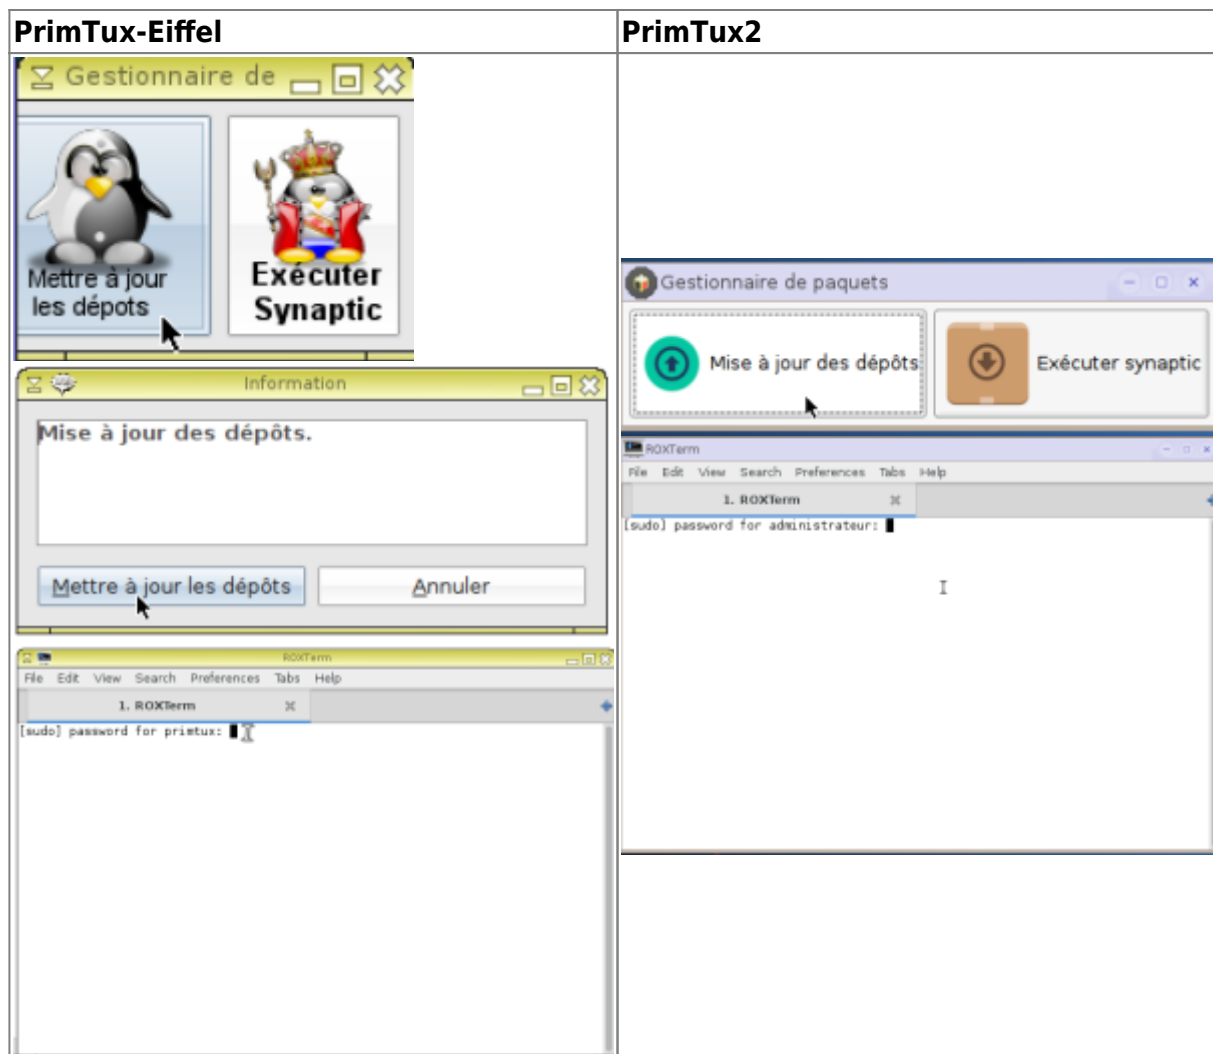 PrimTux-Eiffel
Gestionnaire de
Mettre à jour
les dépots
Exécuter
Synaptic
Information
Mise à jour des dépôts.
Mettre à jour les dépôts
Annuler
ROXTerm
File Edit View Search Preferences Tabs Help
1. ROXTerm
[sudo] password for primtux:
PrimTux2
Gestionnaire de paquets
Mise à jour des dépôts
Exécuter synaptic
ROXTerm
File Edit View Search Preferences Tabs Help
1. ROXTerm
[sudo] password for administrateur: